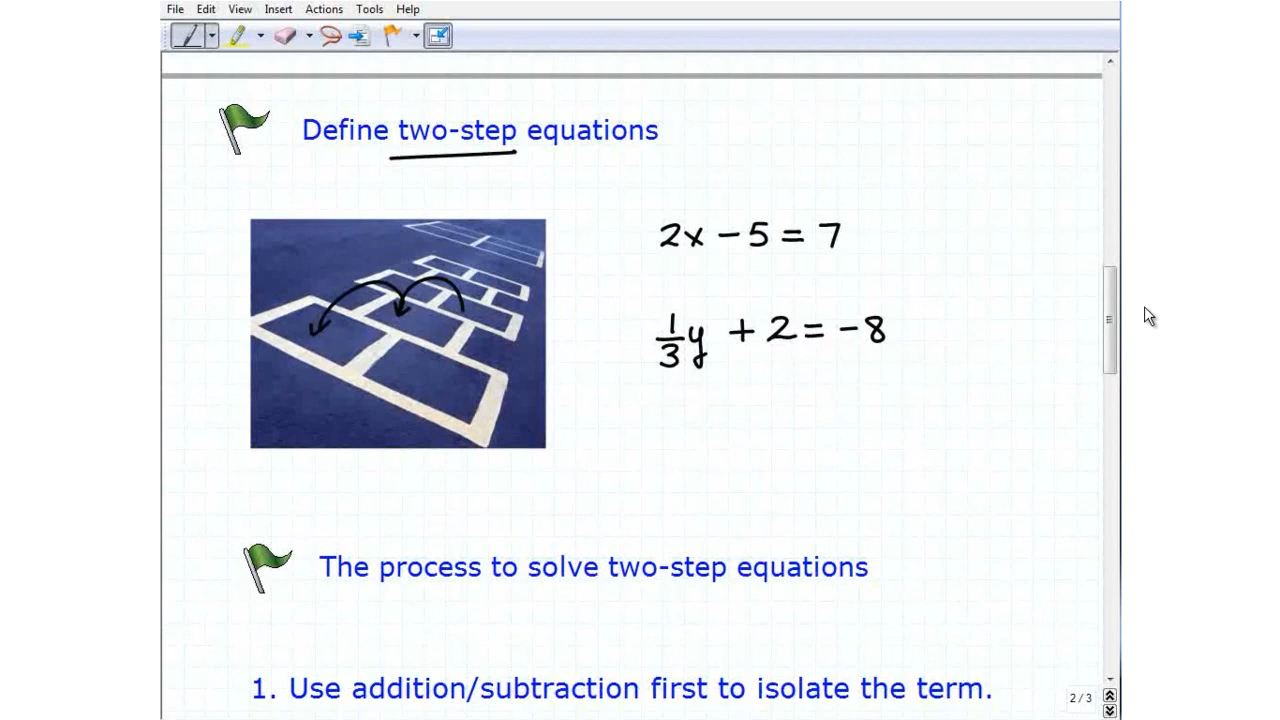 File Edit View Insert Actions Tools Help
Define two-step equations
2x - 5 = 7
1/3 y + 2 = -8
The process to solve two-step equations
1. Use addition/subtraction first to isolate the term.
2/3